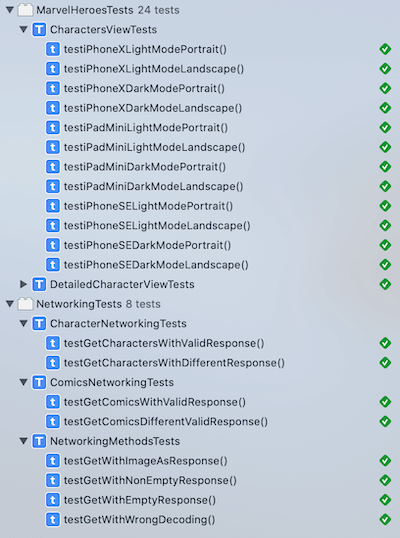 MarvelHeroesTests 24 tests
T CharactersViewTests
t testiPhoneXLightModePortrait()
t testiPhoneXLightModeLandscape()
t testiPhoneXDarkModePortrait()
t testiPhoneXDarkModeLandscape()
t testiPadMiniLightModePortrait()
t testiPadMiniLightModeLandscape()
t testiPadMiniDarkModePortrait()
t testiPadMiniDarkModeLandscape()
t testiPhoneSELightModePortrait()
t testiPhoneSELightModeLandscape()
t testiPhoneSEDarkModePortrait()
t testiPhoneSEDarkModeLandscape()
T DetailedCharacterViewTests
NetworkingTests 8 tests
T CharacterNetworkingTests
t testGetCharactersWithValidResponse()
t testGetCharactersWithDifferentResponse()
T ComicsNetworkingTests
t testGetComicsWithValidResponse()
t testGetComicsDifferentValidResponse()
T NetworkingMethodsTests
t testGetWithImageAsResponse()
t testGetWithNonEmptyResponse()
t testGetWithEmptyResponse()
t testGetWithWrongDecoding()